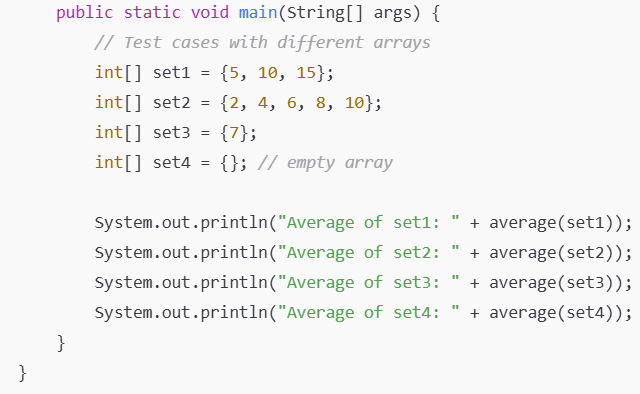 public static void main(String[] args) {
// Test cases with different arrays
int[] set1 = {5, 10, 15};
int[] set2 = {2, 4, 6, 8, 10};
int[] set3 = {7};
int[] set4 = {}; // empty array
System.out.println("Average of set1: " + average(set1));
System.out.println("Average of set2: " + average(set2));
System.out.println("Average of set3: " + average(set3));
System.out.println("Average of set4: " + average(set4));
}
}